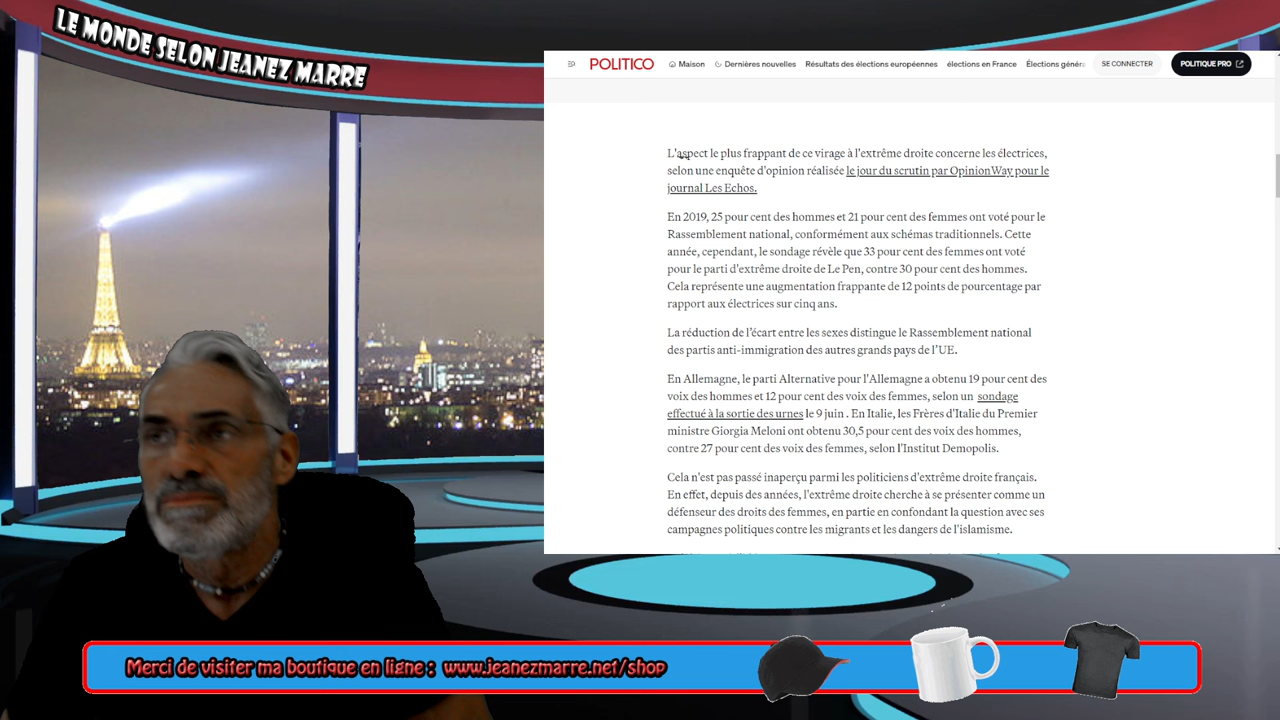 LE MONDE SELON JEANEZ MARRE
POLITICO Maison Dernières nouvelles Résultats des élections européennes élections en France Élections généra SE CONNECTER POLITIQUE PRO
L'aspect le plus frappant de ce virage à l'extrême droite concerne les électrices,
selon une enquête d'opinion réalisée le jour du scrutin par OpinionWay pour le
journal Les Echos.
En 2019, 25 pour cent des hommes et 21 pour cent des femmes ont voté pour le
Rassemblement national, conformément aux schémas traditionnels. Cette
année, cependant, le sondage révèle que 33 pour cent des femmes ont voté
pour le parti d'extrême droite de Le Pen, contre 30 pour cent des hommes.
Cela représente une augmentation frappante de 12 points de pourcentage par
rapport aux électrices sur cinq ans.
La réduction de l'écart entre les sexes distingue le Rassemblement national
des partis anti-immigration des autres grands pays de l'UE.
En Allemagne, le parti Alternative pour l'Allemagne a obtenu 19 pour cent des
voix des hommes et 12 pour cent des voix des femmes, selon un sondage
effectué à la sortie des urnes le 9 juin . En Italie, les Frères d'Italie du Premier
ministre Giorgia Meloni ont obtenu 30,5 pour cent des voix des hommes,
contre 27 pour cent des voix des femmes, selon l'Institut Demopolis.
Cela n'est pas passé inaperçu parmi les politiciens d'extrême droite français.
En effet, depuis des années, l'extrême droite cherche à se présenter comme un
défenseur des droits des femmes, en partie en confondant la question avec ses
campagnes politiques contre les migrants et les dangers de l'islamisme.
Merci de visiter ma boutique en ligne : www.jeanezmarre.net/shop